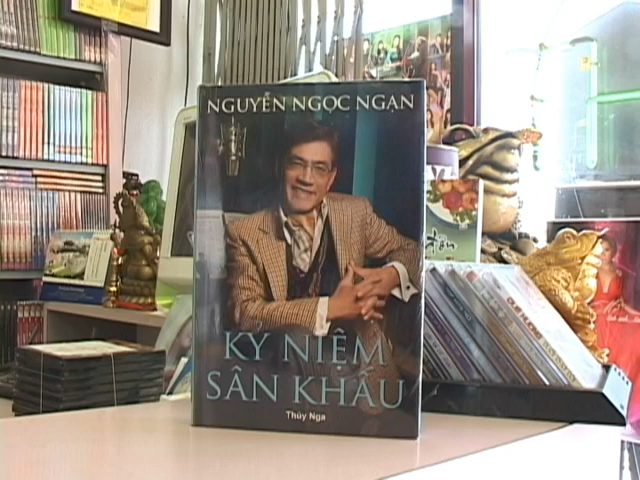 NGUYỄN NGỌC NGẠN
KỶ NIỆM
SÂN KHẤU
Thúy Nga